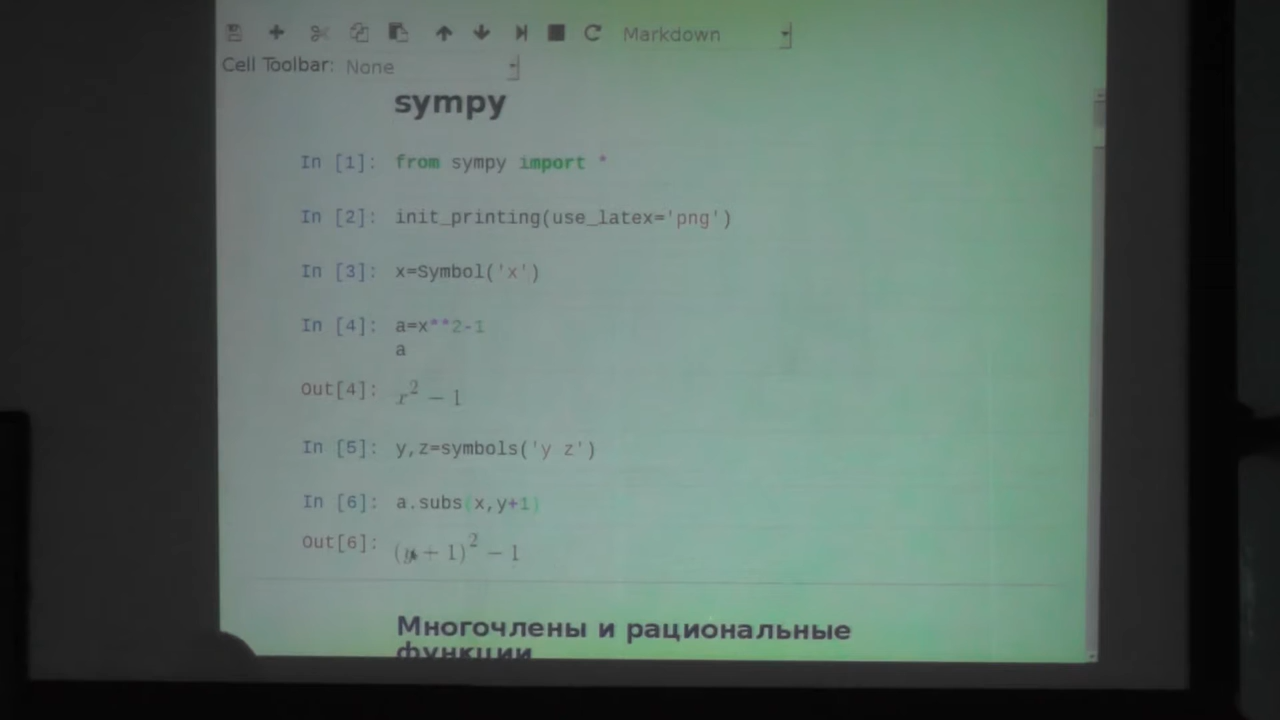 Markdown
Cell Toolbar: None
sympy
In [1]: from sympy import *
In [2]: init_printing(use_latex='png')
In [3]: x=Symbol('x')
In [4]: a=x**2-1
a
Out[4]: x² − 1
In [5]: y,z=symbols('y z')
In [6]: a.subs(x,y+1)
Out[6]: (y + 1)² − 1
Многочлены и рациональные
функции